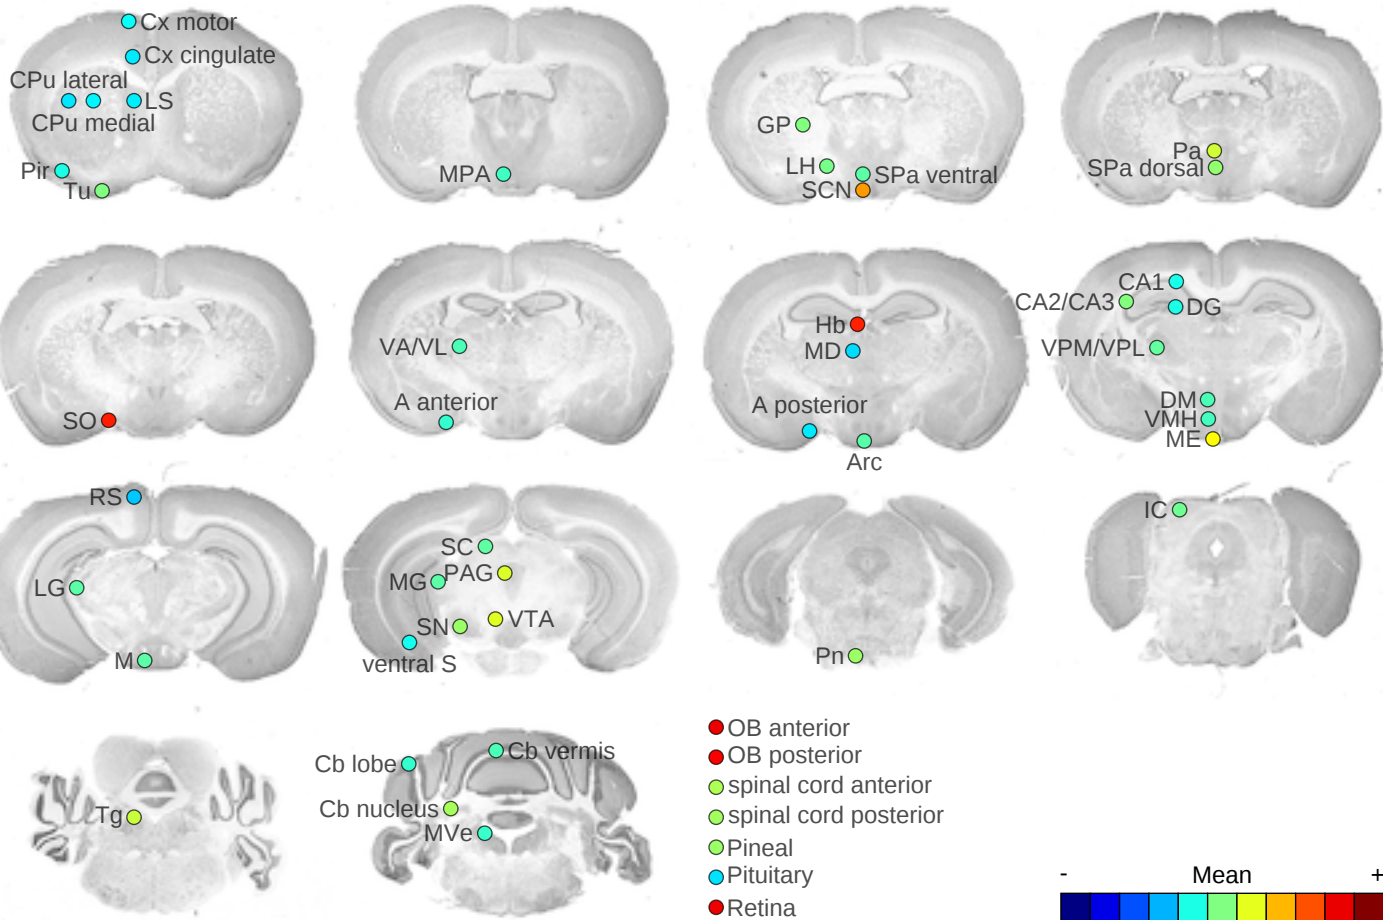 Cx motor
Cx cingulate
CPu lateral
LS
CPu medial
Pir
Tu
MPA
GP
LH
SPa ventral
SCN
Pa
SPa dorsal
SO
VA/VL
A anterior
Hb
MD
A posterior
Arc
CA1
CA2/CA3
DG
VPM/VPL
DM
VMH
ME
RS
LG
M
SC
MG
PAG
SN
VTA
ventral S
Pn
IC
Tg
Cb lobe
Cb vermis
Cb nucleus
MVe
OB anterior
OB posterior
spinal cord anterior
spinal cord posterior
Pineal
Pituitary
Retina
- Mean +